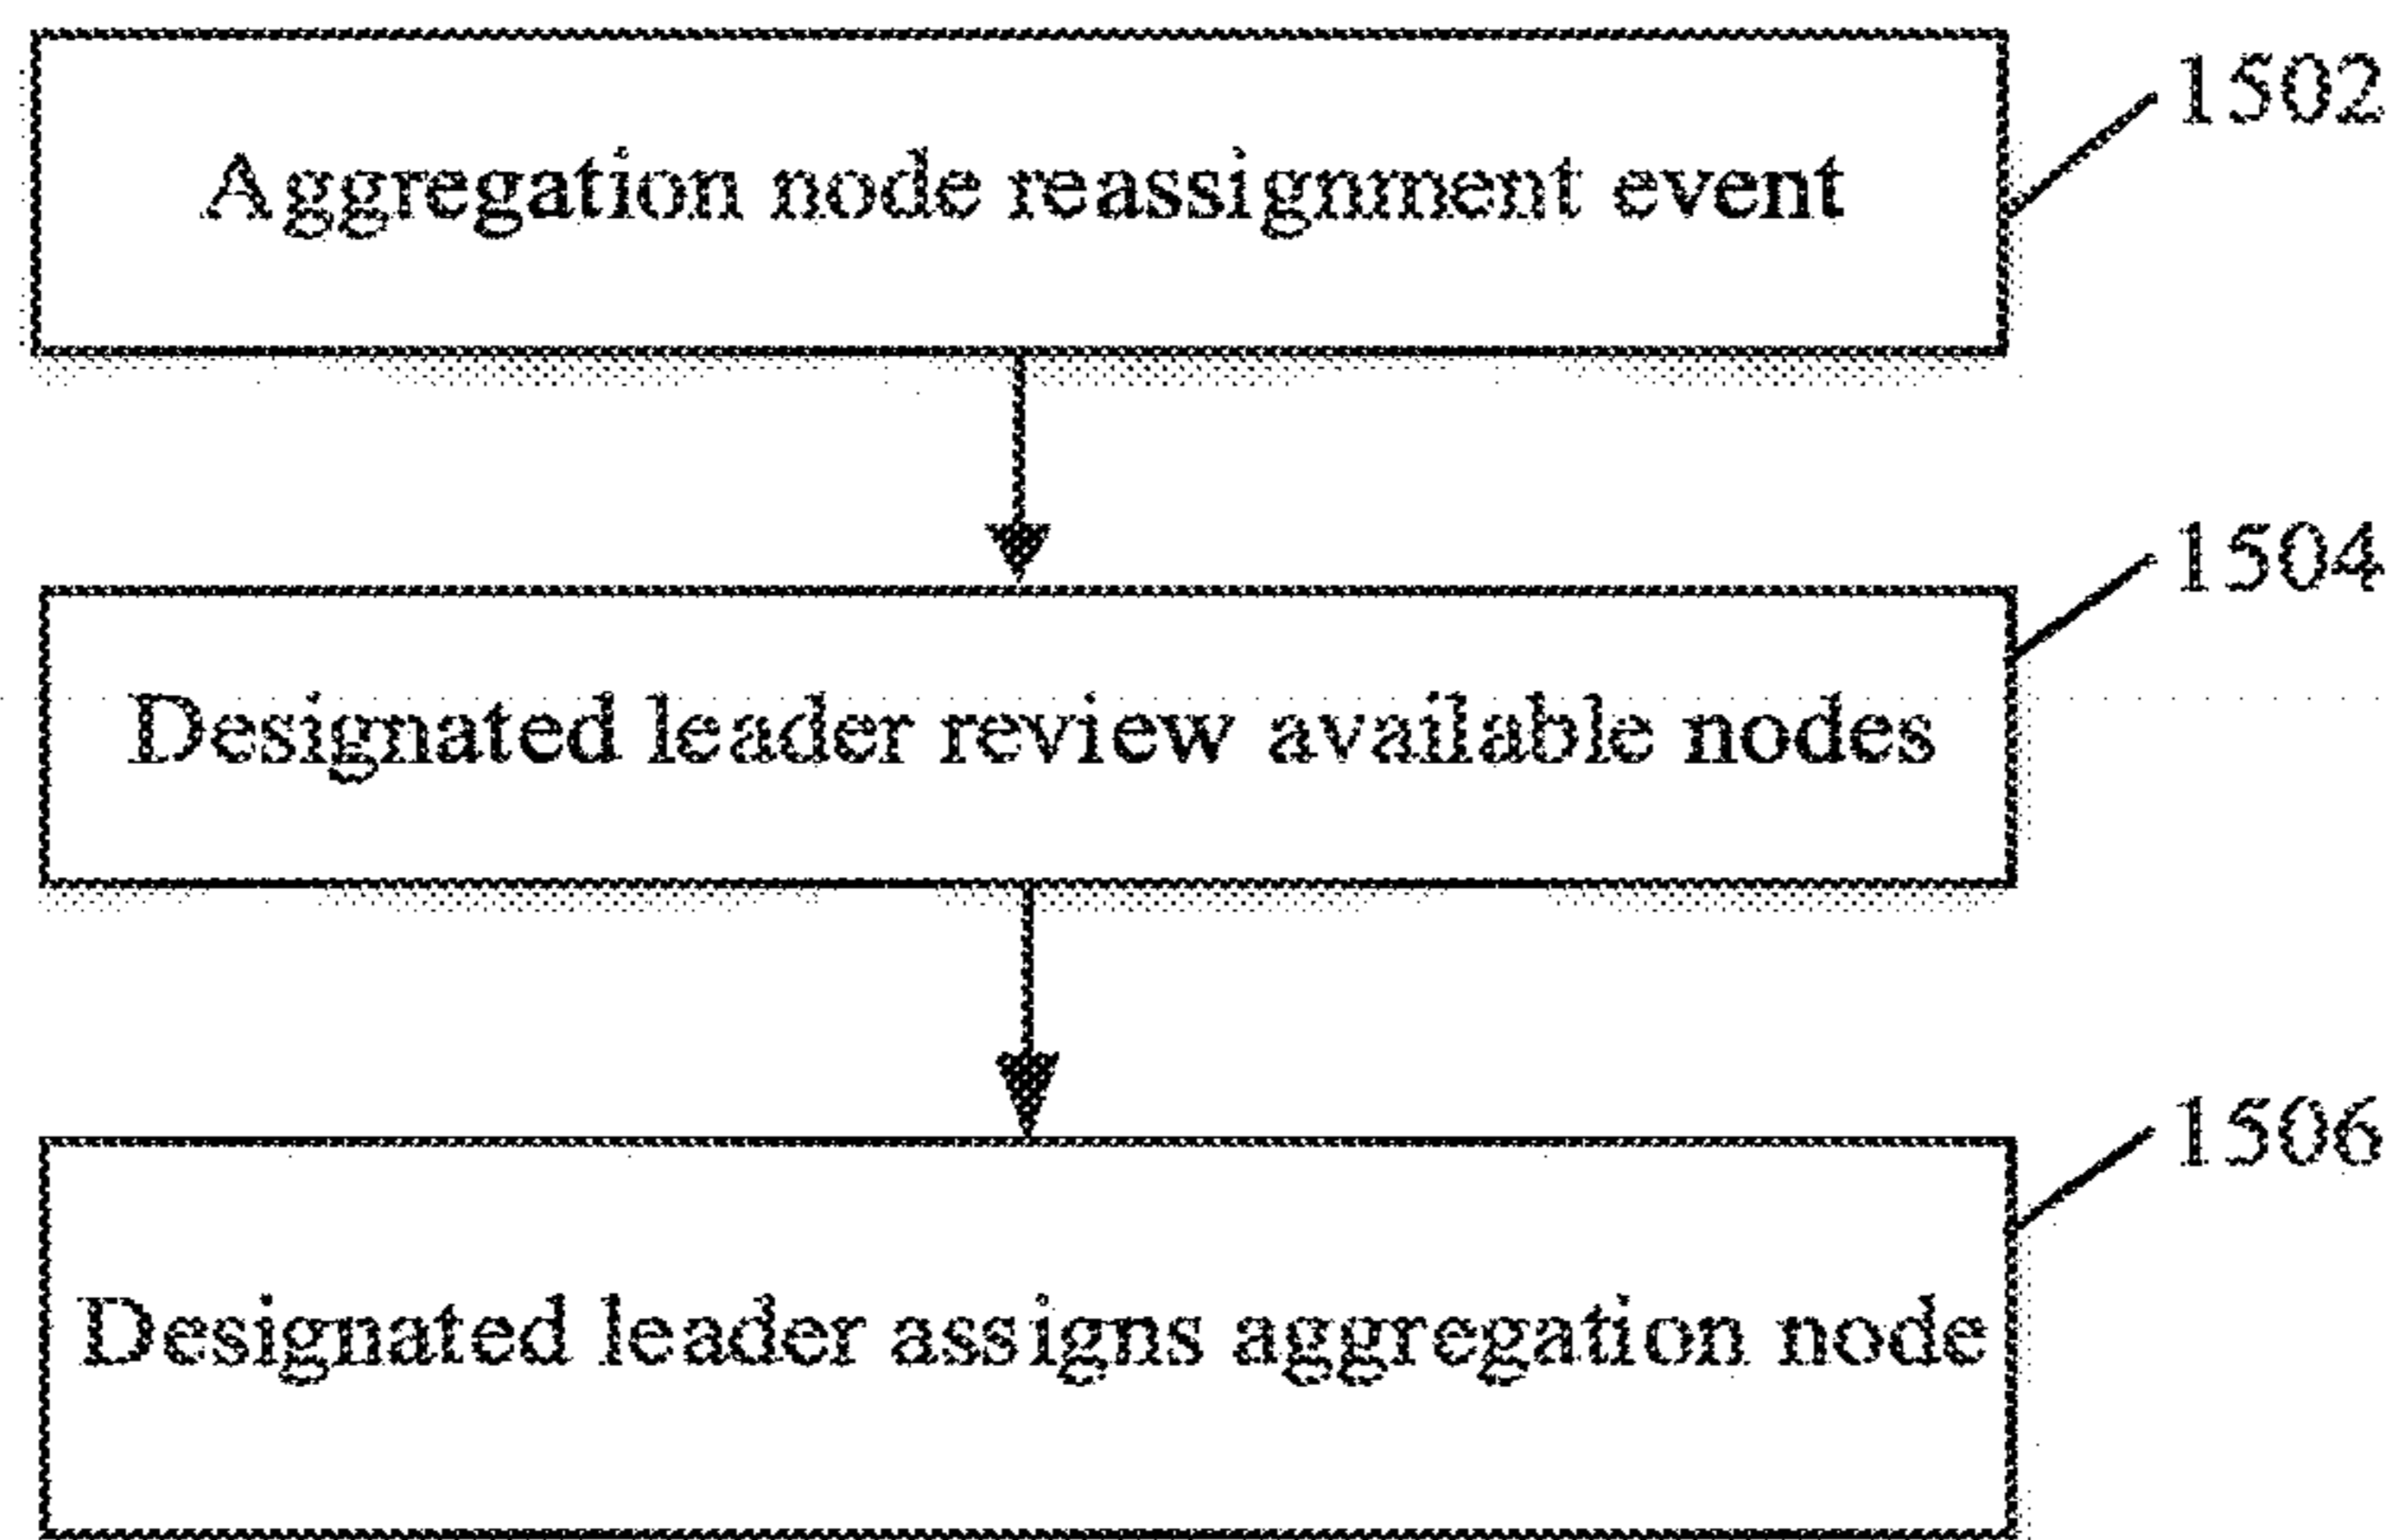 Aggregation node reassignment event
1502
Designated leader review available nodes
1504
Designated leader assigns aggregation node
1506